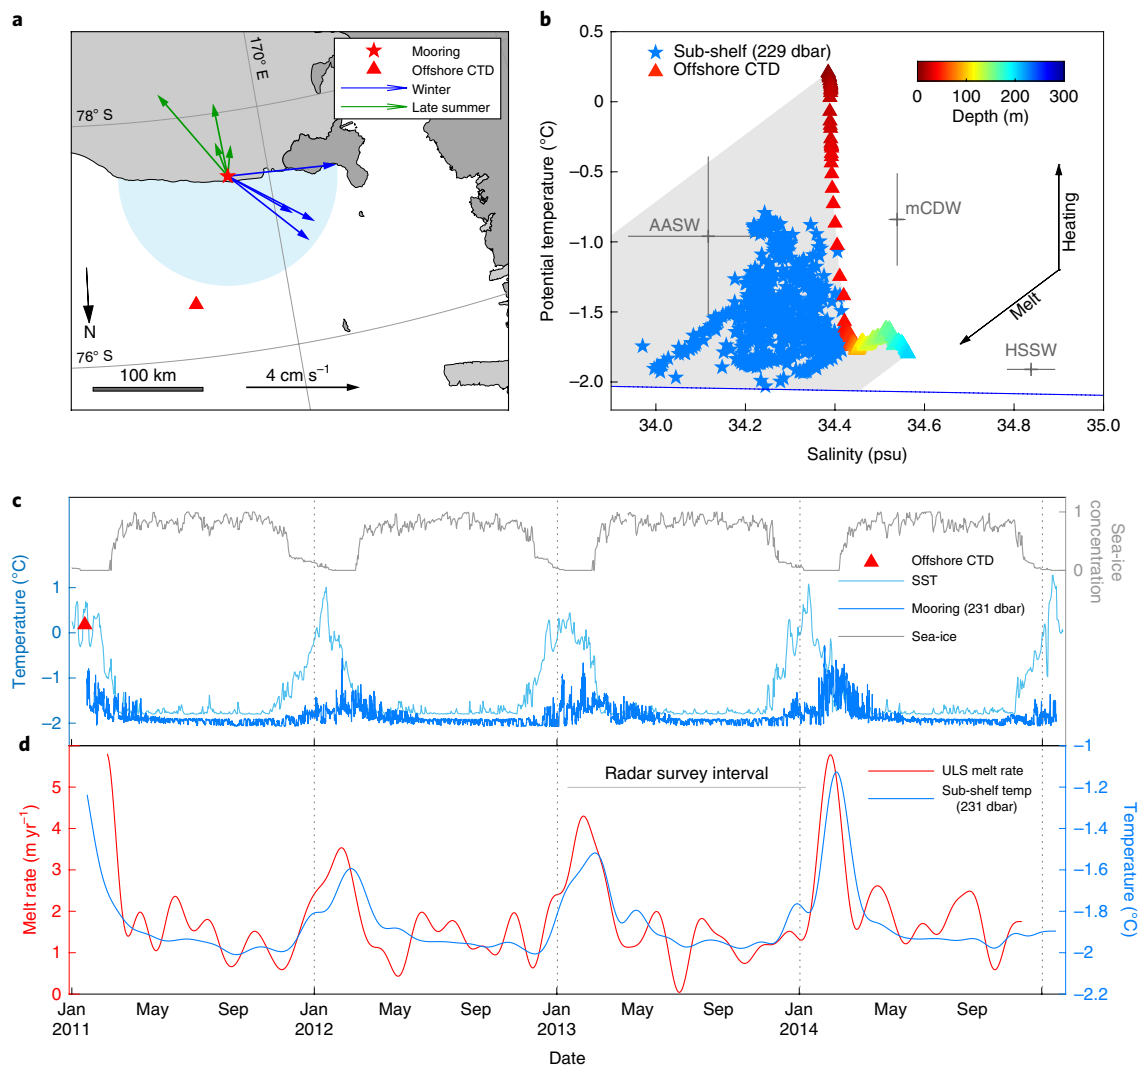 a
170° E
Mooring
Offshore CTD
Winter
Late summer
78° S
N
76° S
100 km
4 cm s⁻¹
b
Sub-shelf (229 dbar)
Offshore CTD
0 100 200 300
Depth (m)
Potential temperature (°C)
0.5
0
−0.5
−1.0
−1.5
−2.0
AASW
mCDW
Heating
Melt
HSSW
34.0 34.2 34.4 34.6 34.8 35.0
Salinity (psu)
c
Temperature (°C)
1
0
−1
−2
1
0
Sea-ice
concentration
Offshore CTD
SST
Mooring (231 dbar)
Sea-ice
d
Melt rate (m yr⁻¹)
5
4
3
2
1
0
Radar survey interval
ULS melt rate
Sub-shelf temp
(231 dbar)
−1
−1.2
−1.4
−1.6
−1.8
−2
−2.2
Temperature (°C)
Jan May Sep Jan May Sep Jan May Sep Jan May Sep
2011 2012 2013 2014
Date